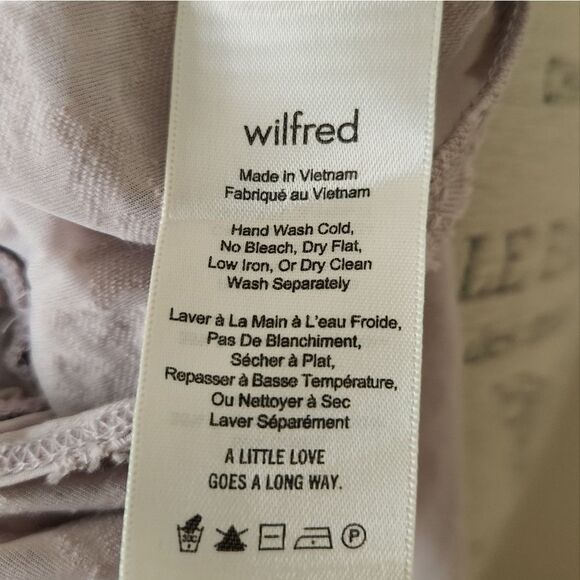 wilfred
Made in Vietnam
Fabriqué au Vietnam
Hand Wash Cold,
No Bleach, Dry Flat,
Low Iron, Or Dry Clean
Wash Separately
Laver à La Main à L'eau Froide,
Pas De Blanchiment,
Sécher à Plat,
Repasser à Basse Température,
Ou Nettoyer à Sec
Laver Séparément
A LITTLE LOVE
GOES A LONG WAY.
30C P